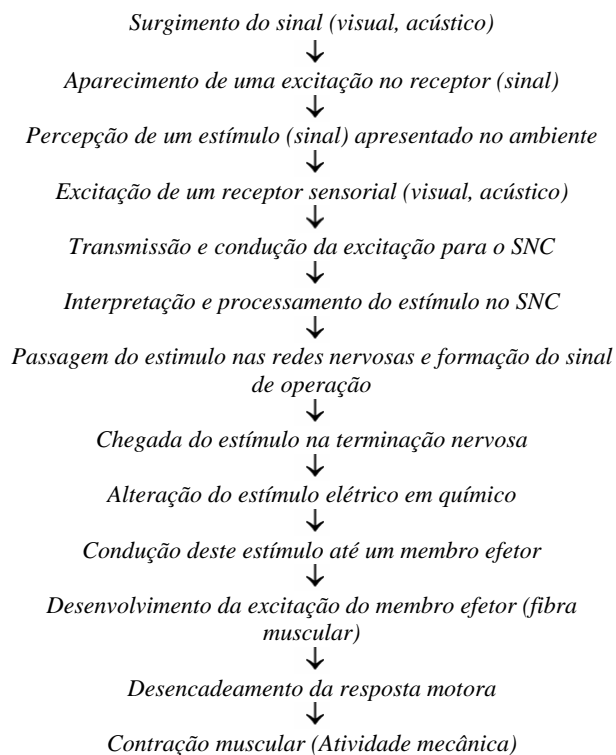 Surgimento do sinal (visual, acústico)
Aparecimento de uma excitação no receptor (sinal)
Percepção de um estímulo (sinal) apresentado no ambiente
Excitação de um receptor sensorial (visual, acústico)
Transmissão e condução da excitação para o SNC
Interpretação e processamento do estímulo no SNC
Passagem do estimulo nas redes nervosas e formação do sinal
de operação
Chegada do estímulo na terminação nervosa
Alteração do estímulo elétrico em químico
Condução deste estímulo até um membro efetor
Desenvolvimento da excitação do membro efetor (fibra
muscular)
Desencadeamento da resposta motora
Contração muscular (Atividade mecânica)